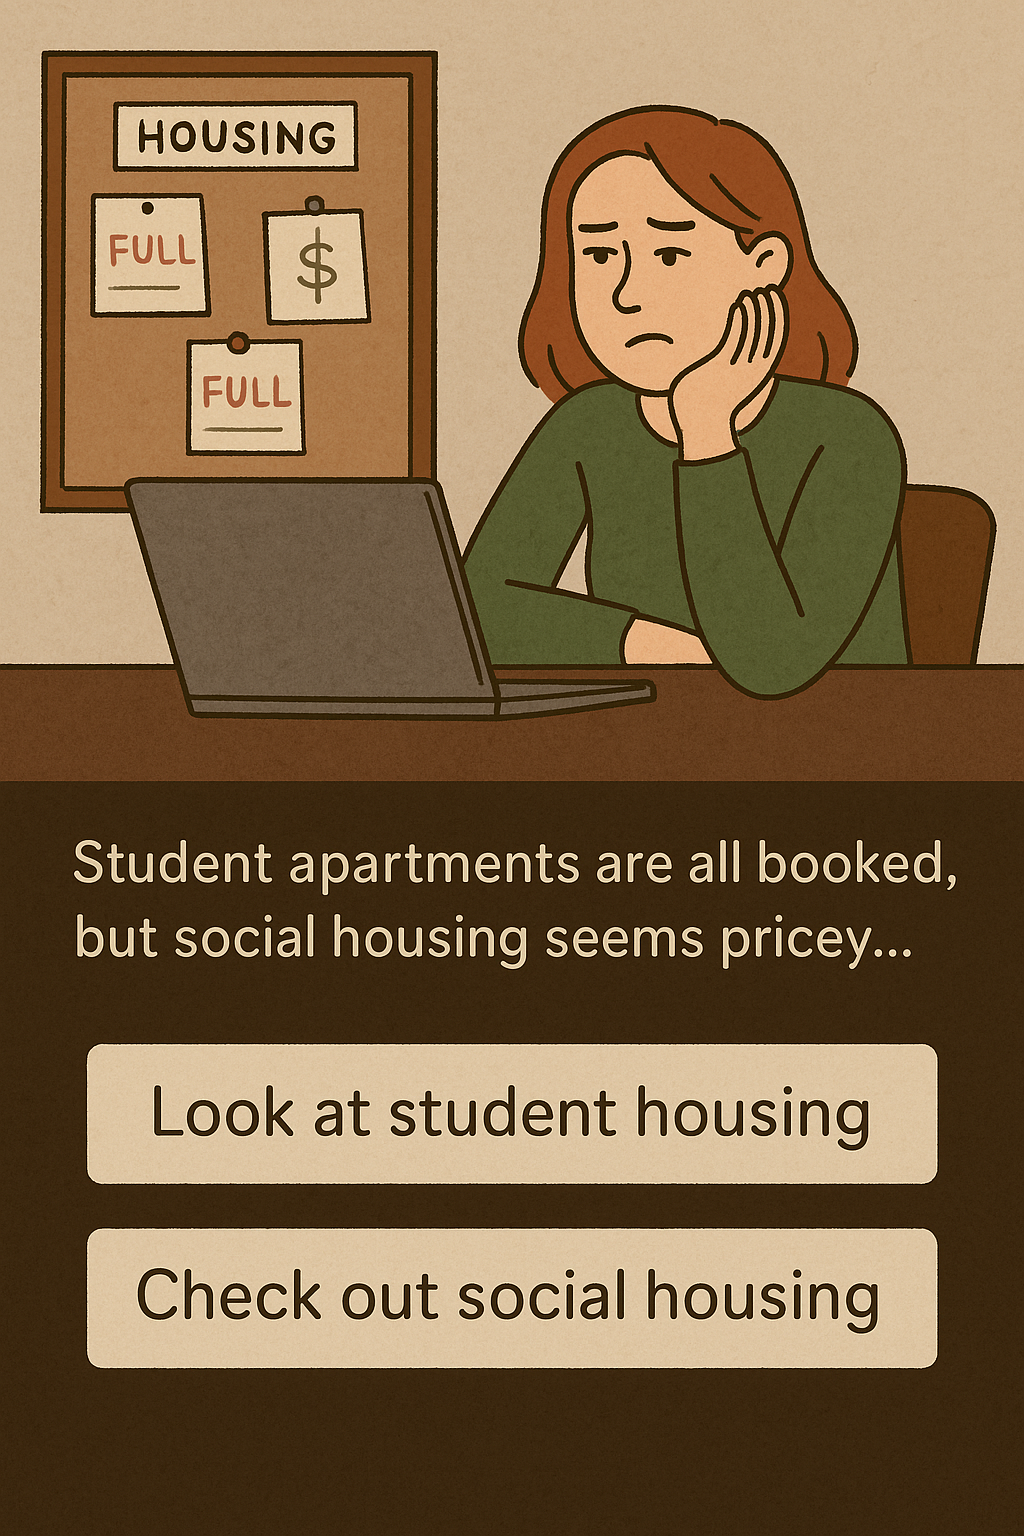 HOUSING
FULL
$
FULL
Student apartments are all booked,
but social housing seems pricey...
Look at student housing
Check out social housing